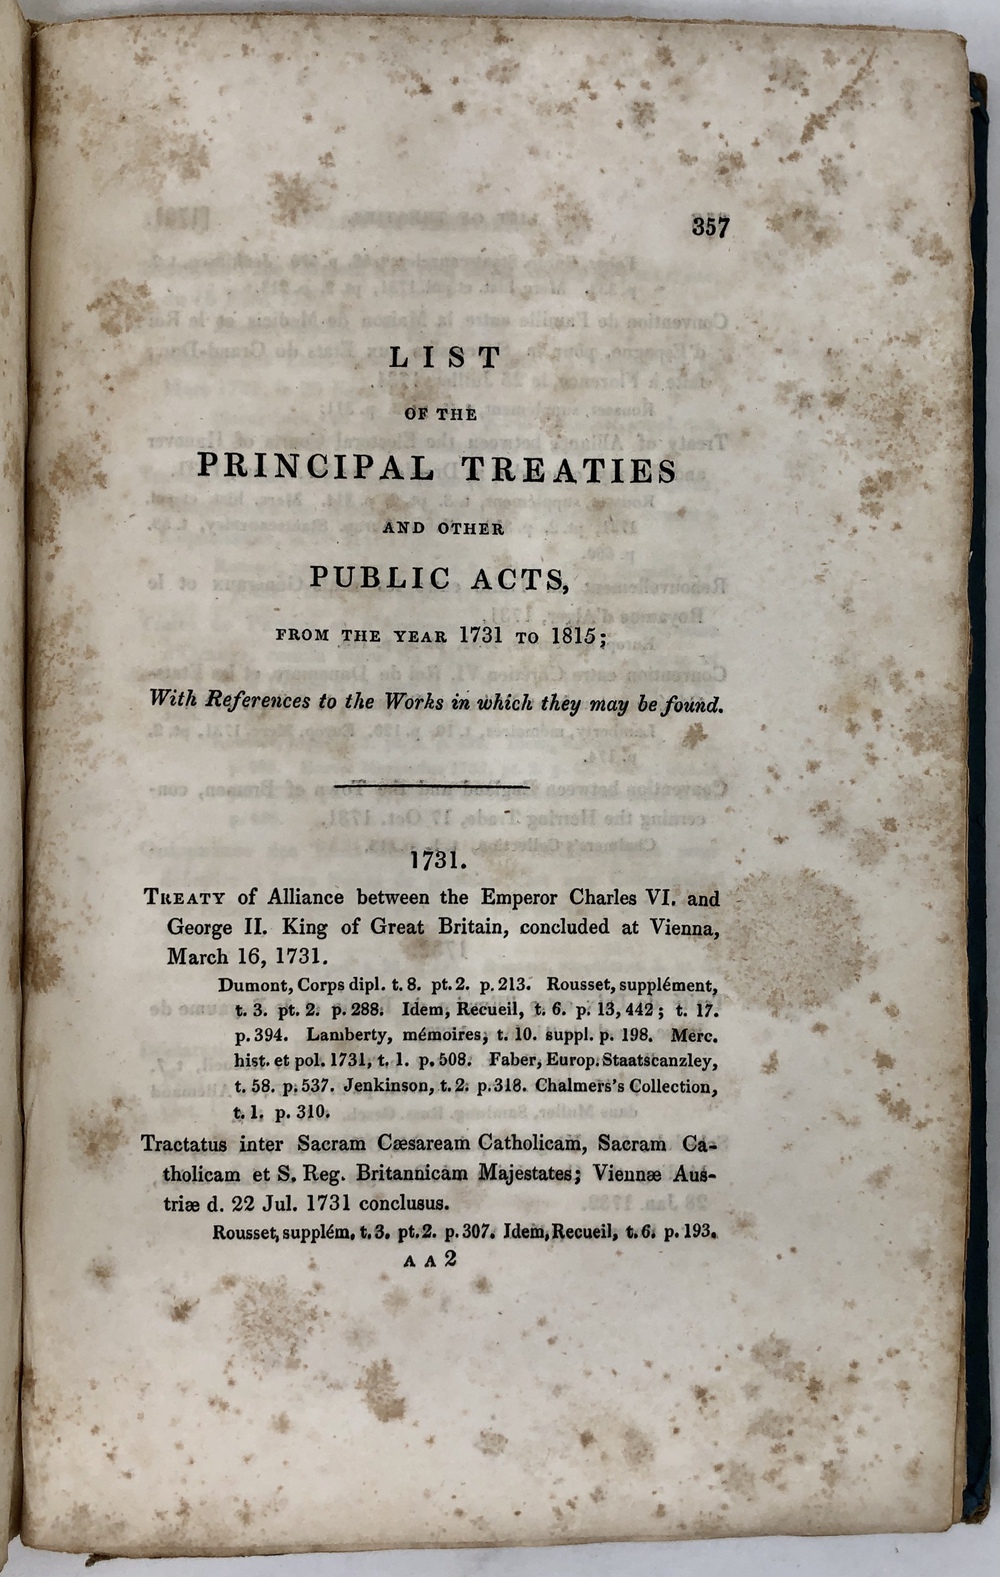 357
LIST
OF THE
PRINCIPAL TREATIES
AND OTHER
PUBLIC ACTS,
FROM THE YEAR 1731 TO 1815;
With References to the Works in which they may be found.
1731.
TREATY of Alliance between the Emperor Charles VI. and
George II. King of Great Britain, concluded at Vienna,
March 16, 1731.
Dumont, Corps dipl. t. 8. pt. 2. p. 213. Rousset, supplément,
t. 3. pt. 2. p. 288. Idem, Recueil, t. 6. p. 13, 442; t. 17.
p. 394. Lamberty, mémoires, t. 10. suppl. p. 198. Merc.
hist. et pol. 1731, t. 1. p. 508. Faber, Europ. Staatscanzley,
t. 58. p. 537. Jenkinson, t. 2. p. 318. Chalmers's Collection,
t. 1. p. 310.
Tractatus inter Sacram Cæsaream Catholicam, Sacram Ca-
tholicam et S. Reg. Britannicam Majestates; Viennæ Aus-
triæ d. 22 Jul. 1731 conclusus.
Rousset, supplém. t. 3. pt. 2. p. 307. Idem, Recueil, t. 6. p. 193.
A A 2